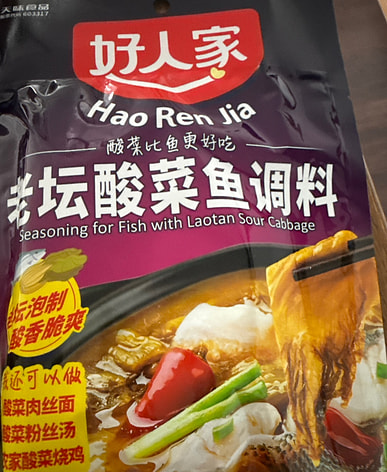 天味食品
603317
好人家
Hao Ren Jia
酸菜比鱼更好吃
老坛酸菜鱼调料
Seasoning for Fish with Laotan Sour Cabbage
老坛泡制
酸香脆爽
还可以做
酸菜肉丝面
酸菜粉丝汤
农家酸菜烧鸡